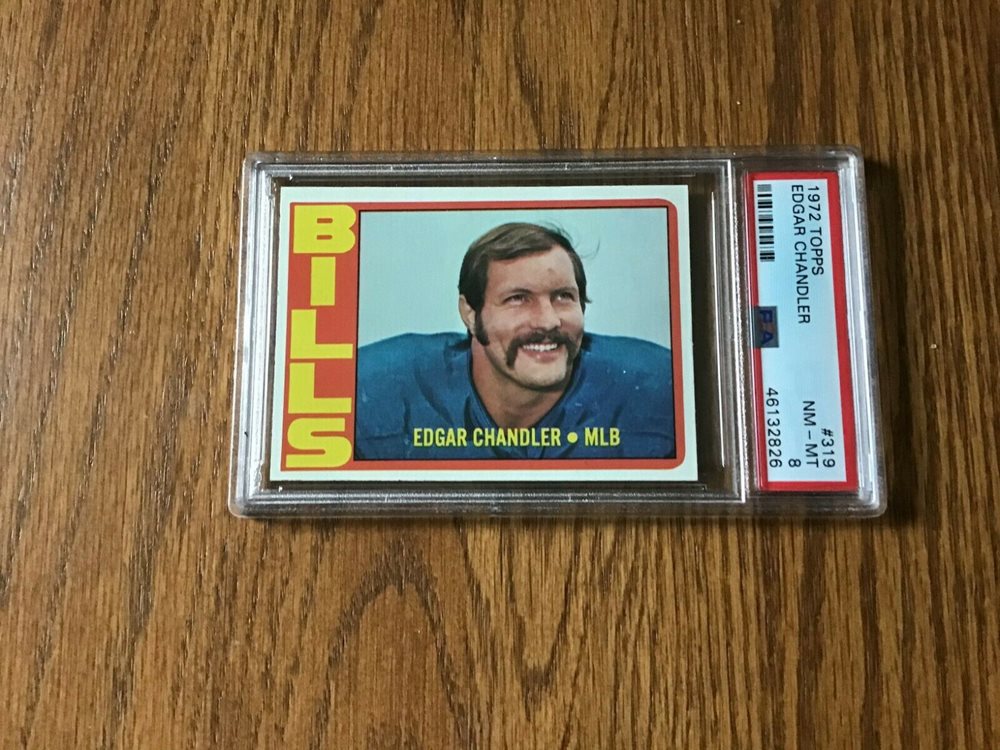 BILLS
EDGAR CHANDLER • MLB
1972 TOPPS #319
EDGAR CHANDLER NM – MT
8
46132826